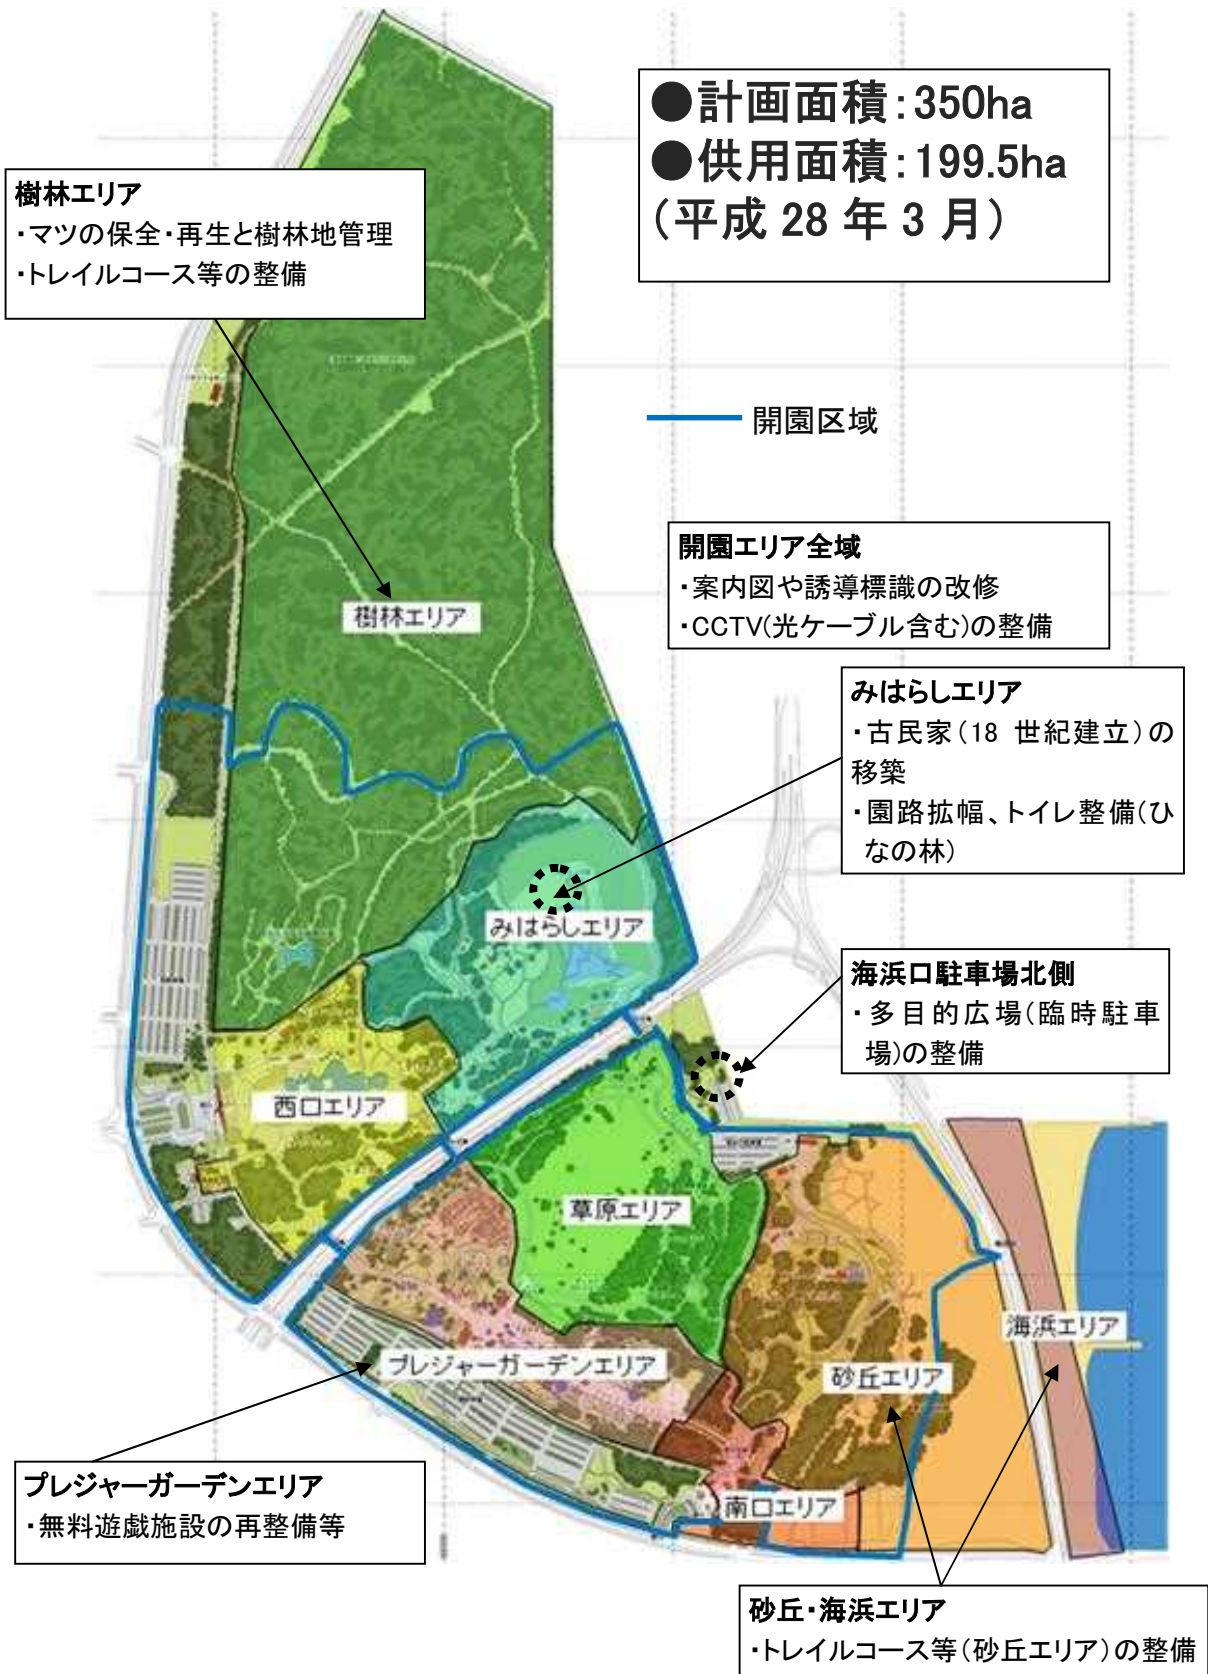 ●計画面積:350ha
●供用面積:199.5ha
(平成 28 年 3 月)
樹林エリア
・マツの保全・再生と樹林地管理
・トレイルコース等の整備
開園区域
開園エリア全域
・案内図や誘導標識の改修
・CCTV(光ケーブル含む)の整備
樹林エリア
みはらしエリア
・古民家(18 世紀建立)の
移築
・園路拡幅、トイレ整備(ひ
なの林)
みはらしエリア
海浜口駐車場北側
・多目的広場(臨時駐車
場)の整備
西口エリア
草原エリア
海浜エリア
プレジャーガーデンエリア
砂丘エリア
南口エリア
プレジャーガーデンエリア
・無料遊戯施設の再整備等
砂丘・海浜エリア
・トレイルコース等(砂丘エリア)の整備